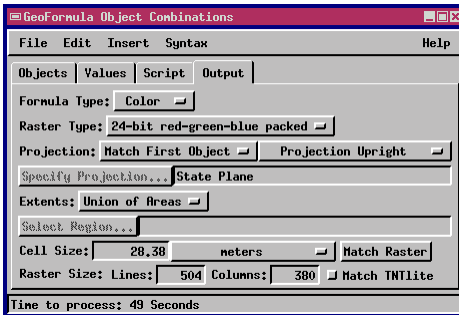 GeoFormula Object Combinations
File Edit Insert Syntax Help
Objects Values Script Output
Formula Type: Color
Raster Type: 24-bit red-green-blue packed
Projection: Match First Object Projection Upright
Specify Projection... State Plane
Extents: Union of Areas
Select Region...
Cell Size: 28.38 meters Match Raster
Raster Size: Lines: 504 Columns: 380 Match TNTlite
Time to process: 49 Seconds